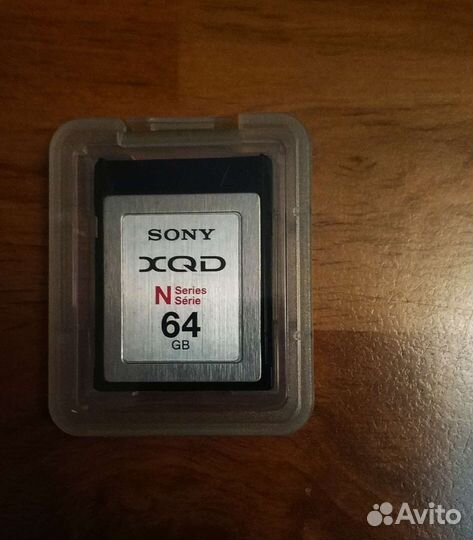 SONY
XQD
N Series
Série
64
GB
Avito